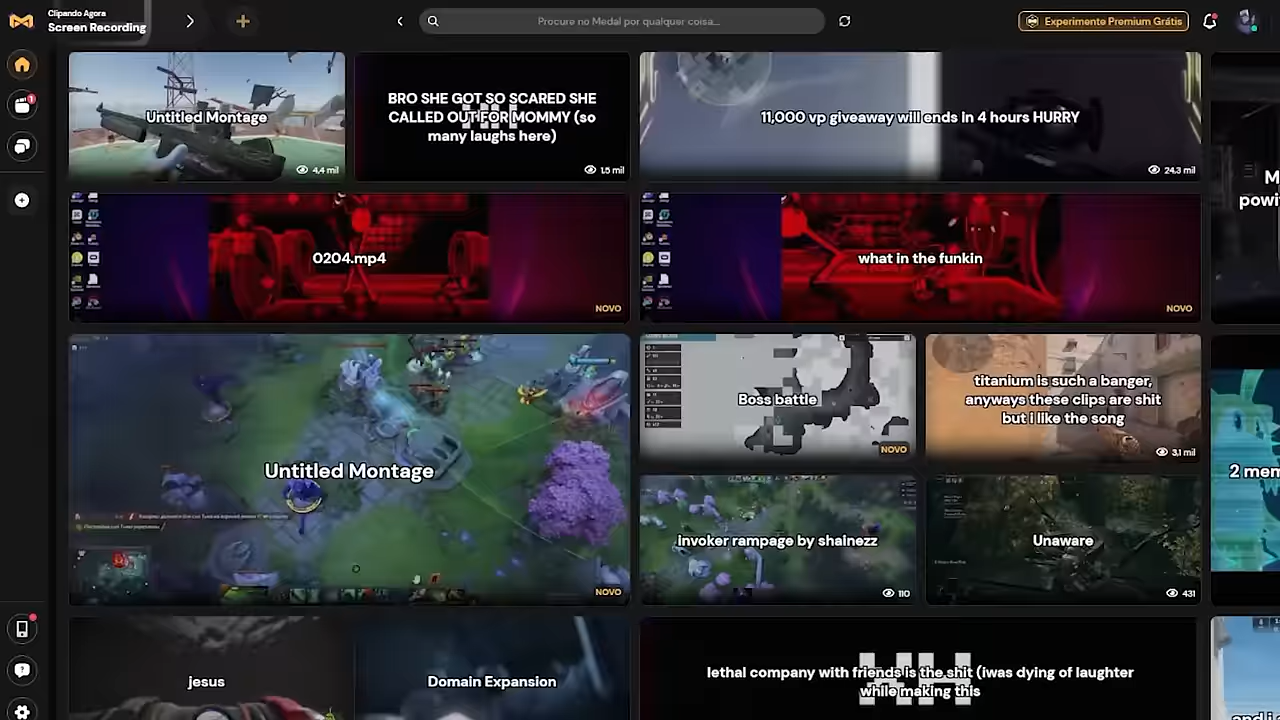 Clipando Agora
Screen Recording
Procure no Medal por qualquer coisa...
Experimente Premium Grátis
1
Untitled Montage
4,4 mil
BRO SHE GOT SO SCARED SHE
CALLED OUT FOR MOMMY (so
many laughs here)
1,5 mil
11,000 vp giveaway will ends in 4 hours HURRY
24,3 mil
0204.mp4
NOVO
what in the funkin
NOVO
Untitled Montage
NOVO
Boss battle
NOVO
titanium is such a banger,
anyways these clips are shit
but i like the song
3,1 mil
Invoker rampage by shainezz
110
Unaware
431
2 men
jesus
Domain Expansion
lethal company with friends is the shit (iwas dying of laughter
while making this